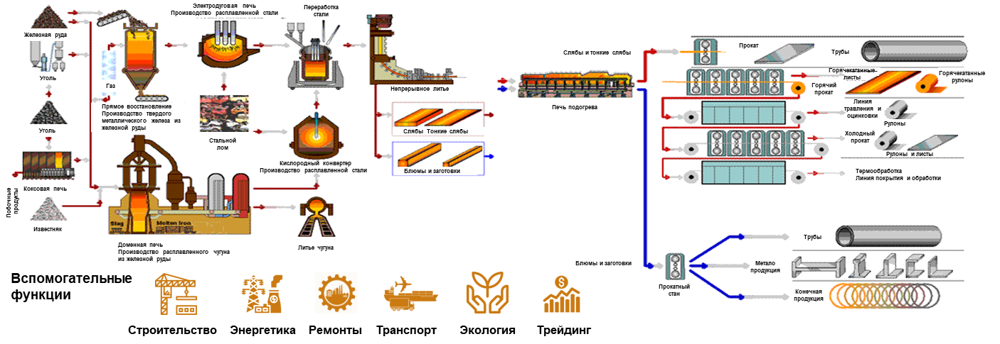 Железная руда
Уголь
Уголь
Коксовая печь
Побочные
продукты
Известняк
Газ
Прямое восстановление
Производство твердого
металлического железа из
железной руды
Slag
Molten Iron
Доменная печь
Производство расплавленного чугуна
из железной руды
Электродуговая печь
Производство расплавленной стали
Стальной
лом
Переработка
стали
Кислородный конвертер
Производство расплавленной стали
Литье чугуна
Непрерывное литье
Слябы Тонкие слябы
Блюмы и заготовки
Печь подогрева
Слябы и тонкие слябы
Прокат
Трубы
Горячекатанные
листы
Горячекатанные
рулоны
Горячий
прокат
Линия
травления и
оцинковки
Рулоны
Холодный
прокат
Рулоны и листы
Термообработка
Линия покрытия и обработки
Блюмы и заготовки
Прокатный
стан
Трубы
Метало
продукция
Конечная
продукция
Вспомогательные
функции
Строительство
Энергетика
Ремонты
Транспорт
Экология
Трейдинг